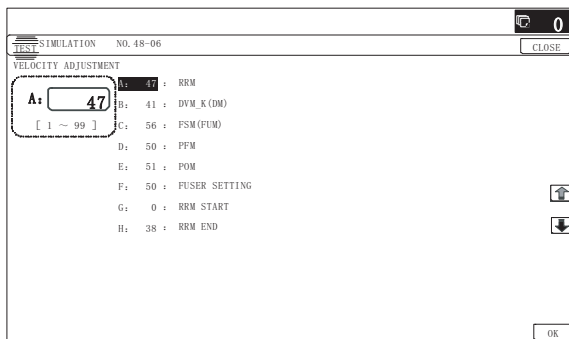 0
TEST SIMULATION NO.48-06
CLOSE
VELOCITY ADJUSTMENT
A: 47
[ 1 ~ 99 ]
A: 47 : RRM
B: 41 : DVM_K(DM)
C: 56 : FSM(FUM)
D: 50 : PFM
E: 51 : POM
F: 50 : FUSER SETTING
G: 0 : RRM START
H: 38 : RRM END
OK